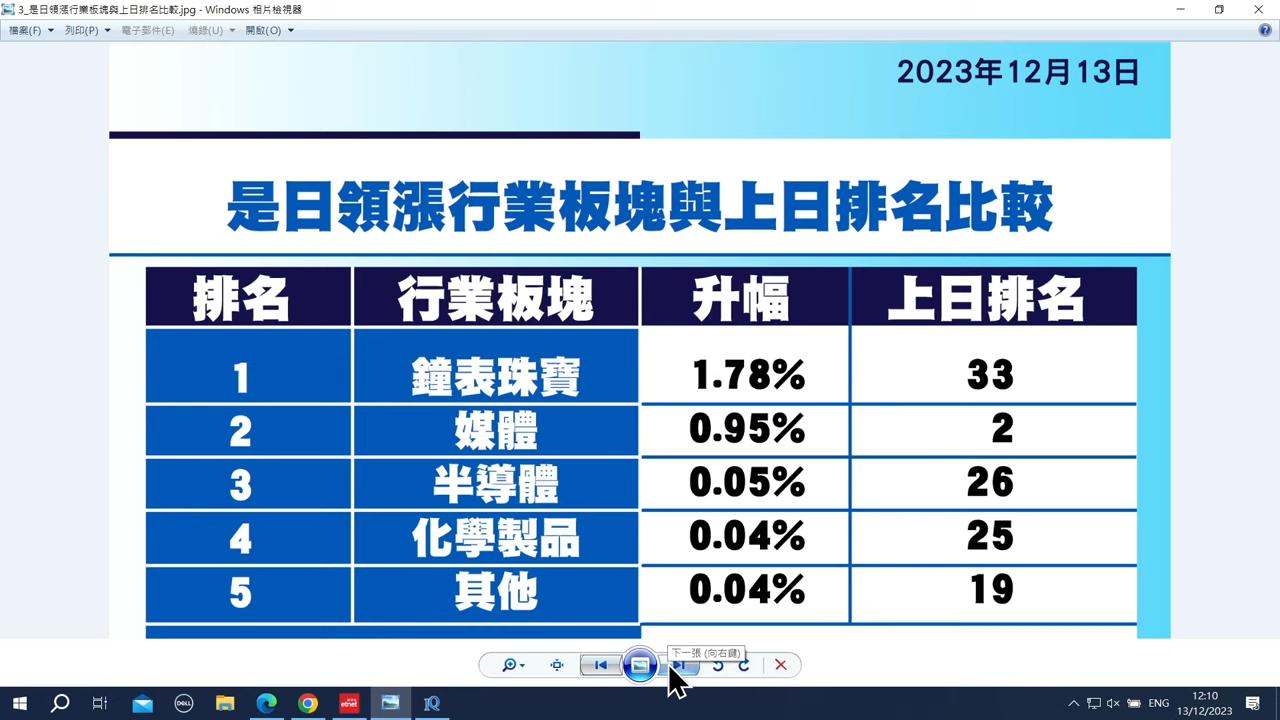 3_是日領漲行業板塊與上日排名比較.jpg - Windows 相片檢視器
檔案(F) 列印(P) 電子郵件(E) 燒錄(U) 開啟(O)
2023年12月13日
是日領漲行業板塊與上日排名比較
排名 行業板塊 升幅 上日排名
1 鐘表珠寶 1.78% 33
2 媒體 0.95% 2
3 半導體 0.05% 26
4 化學製品 0.04% 25
5 其他 0.04% 19
下一張 (向右鍵)
DELL
etnet
IQ
ENG
12:10
13/12/2023